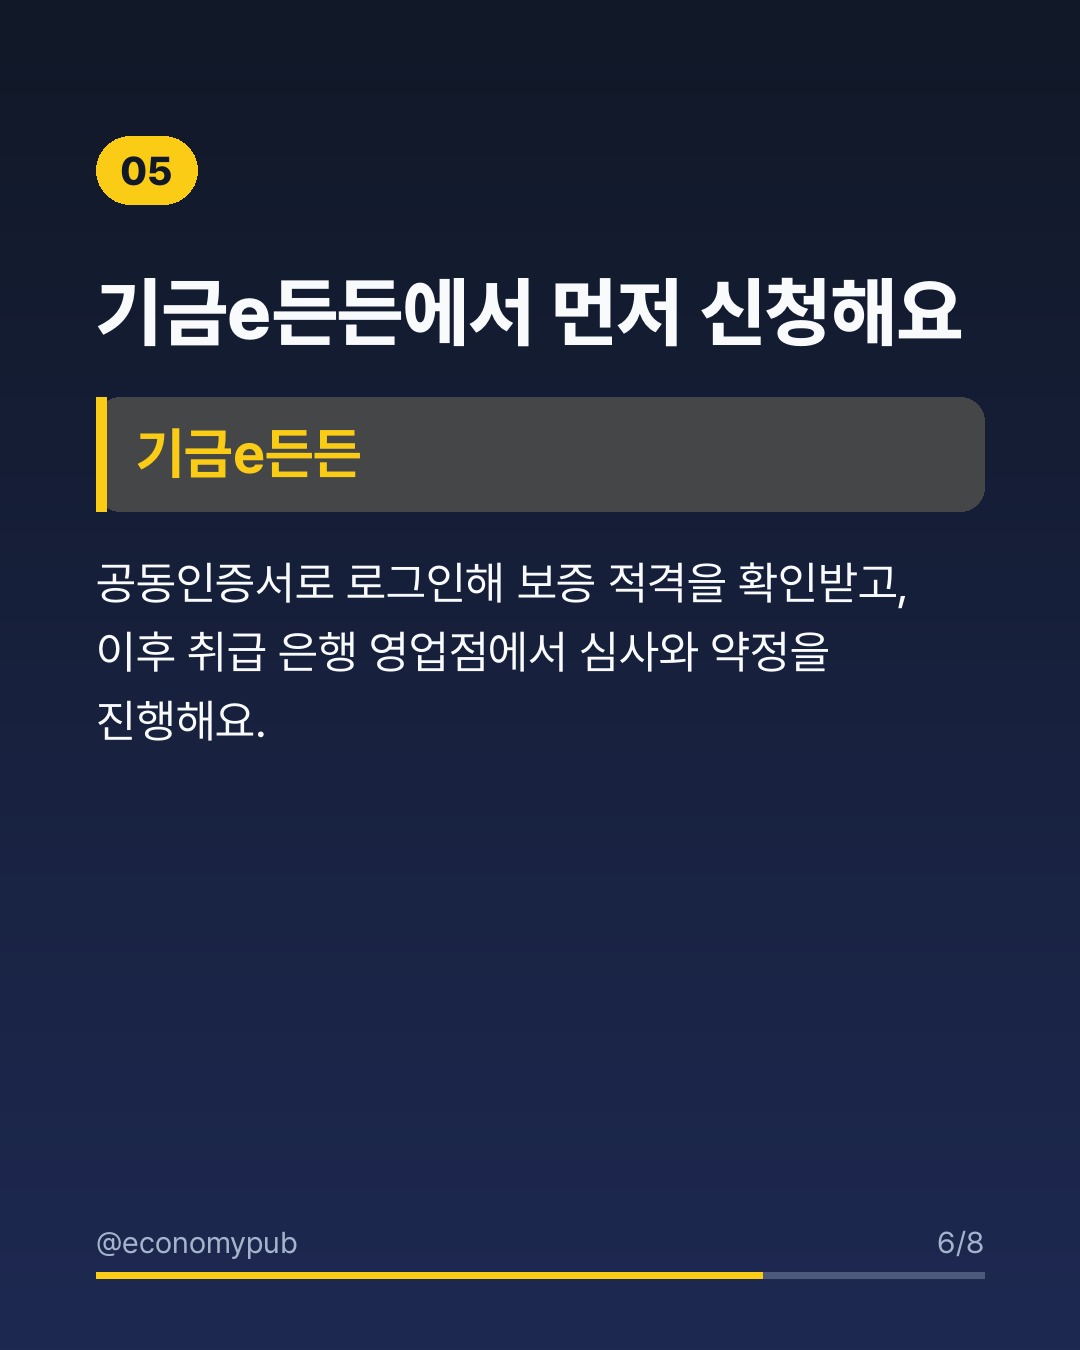 05
기금e든든에서 먼저 신청해요
기금e든든
공동인증서로 로그인해 보증 적격을 확인받고,
이후 취급 은행 영업점에서 심사와 약정을
진행해요.
@economypub
6/8